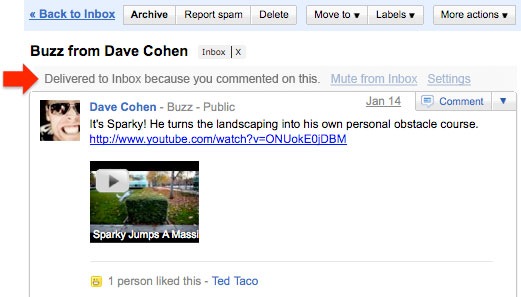 « Back to Inbox Archive Report spam Delete Move to ▼ Labels ▼ More actions ▼
Buzz from Dave Cohen Inbox X
Delivered to Inbox because you commented on this. Mute from Inbox Settings
Dave Cohen - Buzz - Public Jan 14 Comment ▼
It's Sparky! He turns the landscaping into his own personal obstacle course.
http://www.youtube.com/watch?v=ONUokE0jDBM
Sparky Jumps A Massi
1 person liked this - Ted Taco